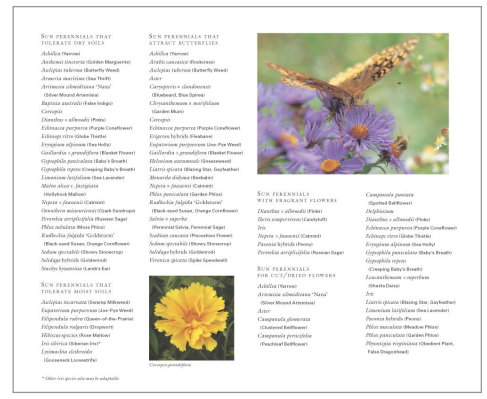 SUN PERENNIALS THAT
TOLERATE DRY SOILS
Achillea (Yarrow)
Anthemis tinctoria (Golden Marguerite)
Asclepias tuberosa (Butterfly Weed)
Armeria maritima (Sea Thrift)
Artemisia schmidtiana 'Nana'
(Silver Mound Artemisia)
Baptisia australis (False Indigo)
Coreopsis
Dianthus x allwoodii (Pinks)
Echinacea purpurea (Purple Coneflower)
Echinops ritro (Globe Thistle)
Eryngium alpinum (Sea Holly)
Gaillardia x grandiflora (Blanket Flower)
Gypsophila paniculata (Baby's Breath)
Gypsophila repens (Creeping Baby's Breath)
Limonium latifolium (Sea Lavender)
Malva alcea v. fastigiata
(Hollyhock Mallow)
Nepeta x faassenii (Catmint)
Oenothera missouriensis (Ozark Sundrops)
Perovskia atriplicifolia (Russian Sage)
Phlox subulata (Moss Phlox)
Rudbeckia fulgida 'Goldsturm'
(Black-eyed Susan, Orange Cornflower)
Sedum spectabile (Showy Stonecrop)
Solidago hybrids (Goldenrod)
Stachys byzantina (Lamb's Ear)
SUN PERENNIALS THAT
TOLERATE MOIST SOILS
Asclepias incarnata (Swamp Milkweed)
Eupatorium purpureum (Joe-Pye Weed)
Filipendula rubra (Queen-of-the-Prairie)
Filipendula vulgaris (Dropwort)
Hibiscus species (Rose Mallow)
Iris sibirica (Siberian Iris)*
Lysimachia clethroides
(Gooseneck Loosestrife)
* Other iris species also may be adaptable
SUN PERENNIALS THAT
ATTRACT BUTTERFLIES
Achillea (Yarrow)
Arabis caucasica (Rockcress)
Asclepias tuberosa (Butterfly Weed)
Aster
Caryopteris x clandonensis
(Bluebeard, Blue Spirea)
Chrysanthemum x morifolium
(Garden Mum)
Coreopsis
Echinacea purpurea (Purple Coneflower)
Erigeron hybrids (Fleabane)
Eupatorium purpureum (Joe-Pye Weed)
Gaillardia x grandiflora (Blanket Flower)
Helenium autumnale (Sneezeweed)
Liatris spicata (Blazing Star, Gayfeather)
Monarda didyma (Beebalm)
Nepeta x faassenii (Catmint)
Phlox paniculata (Garden Phlox)
Rudbeckia fulgida 'Goldsturm'
(Black-eyed Susan, Orange Cornflower)
Salvia x superba
(Perennial Salvia, Perennial Sage)
Scabiosa caucasica (Pincushion Flower)
Sedum spectabile (Showy Stonecrop)
Solidago hybrids (Goldenrod)
Veronica spicata (Spike Speedwell)
Coreopsis grandiflora
SUN PERENNIALS
WITH FRAGRANT FLOWERS
Dianthus x allwoodii (Pinks)
Iberis sempervirens (Candytuft)
Iris
Nepeta x faassenii (Catmint)
Paeonia hybrids (Peony)
Perovskia atriplicifolia (Russian Sage)
SUN PERENNIALS
FOR CUT/DRIED FLOWERS
Achillea (Yarrow)
Artemisia schmidtiana 'Nana'
(Silver Mound Artemisia)
Aster
Campanula glomerata
(Clustered Bellflower)
Campanula persicifolia
(Peachleaf Bellflower)
Campanula punctata
(Spotted Bellflower)
Delphinium
Dianthus x allwoodii (Pinks)
Echinacea purpurea (Purple Coneflower)
Echinops ritro (Globe Thistle)
Eryngium alpinum (Sea Holly)
Gypsophila paniculata (Baby's Breath)
Gypsophila repens
(Creeping Baby's Breath)
Leucanthemum x superbum
(Shasta Daisy)
Iris
Liatris spicata (Blazing Star, Gayfeather)
Limonium latifolium (Sea Lavender)
Paeonia hybrids (Peony)
Phlox maculata (Meadow Phlox)
Phlox paniculata (Garden Phlox)
Physostegia virginiana (Obedient Plant,
False Dragonhead)